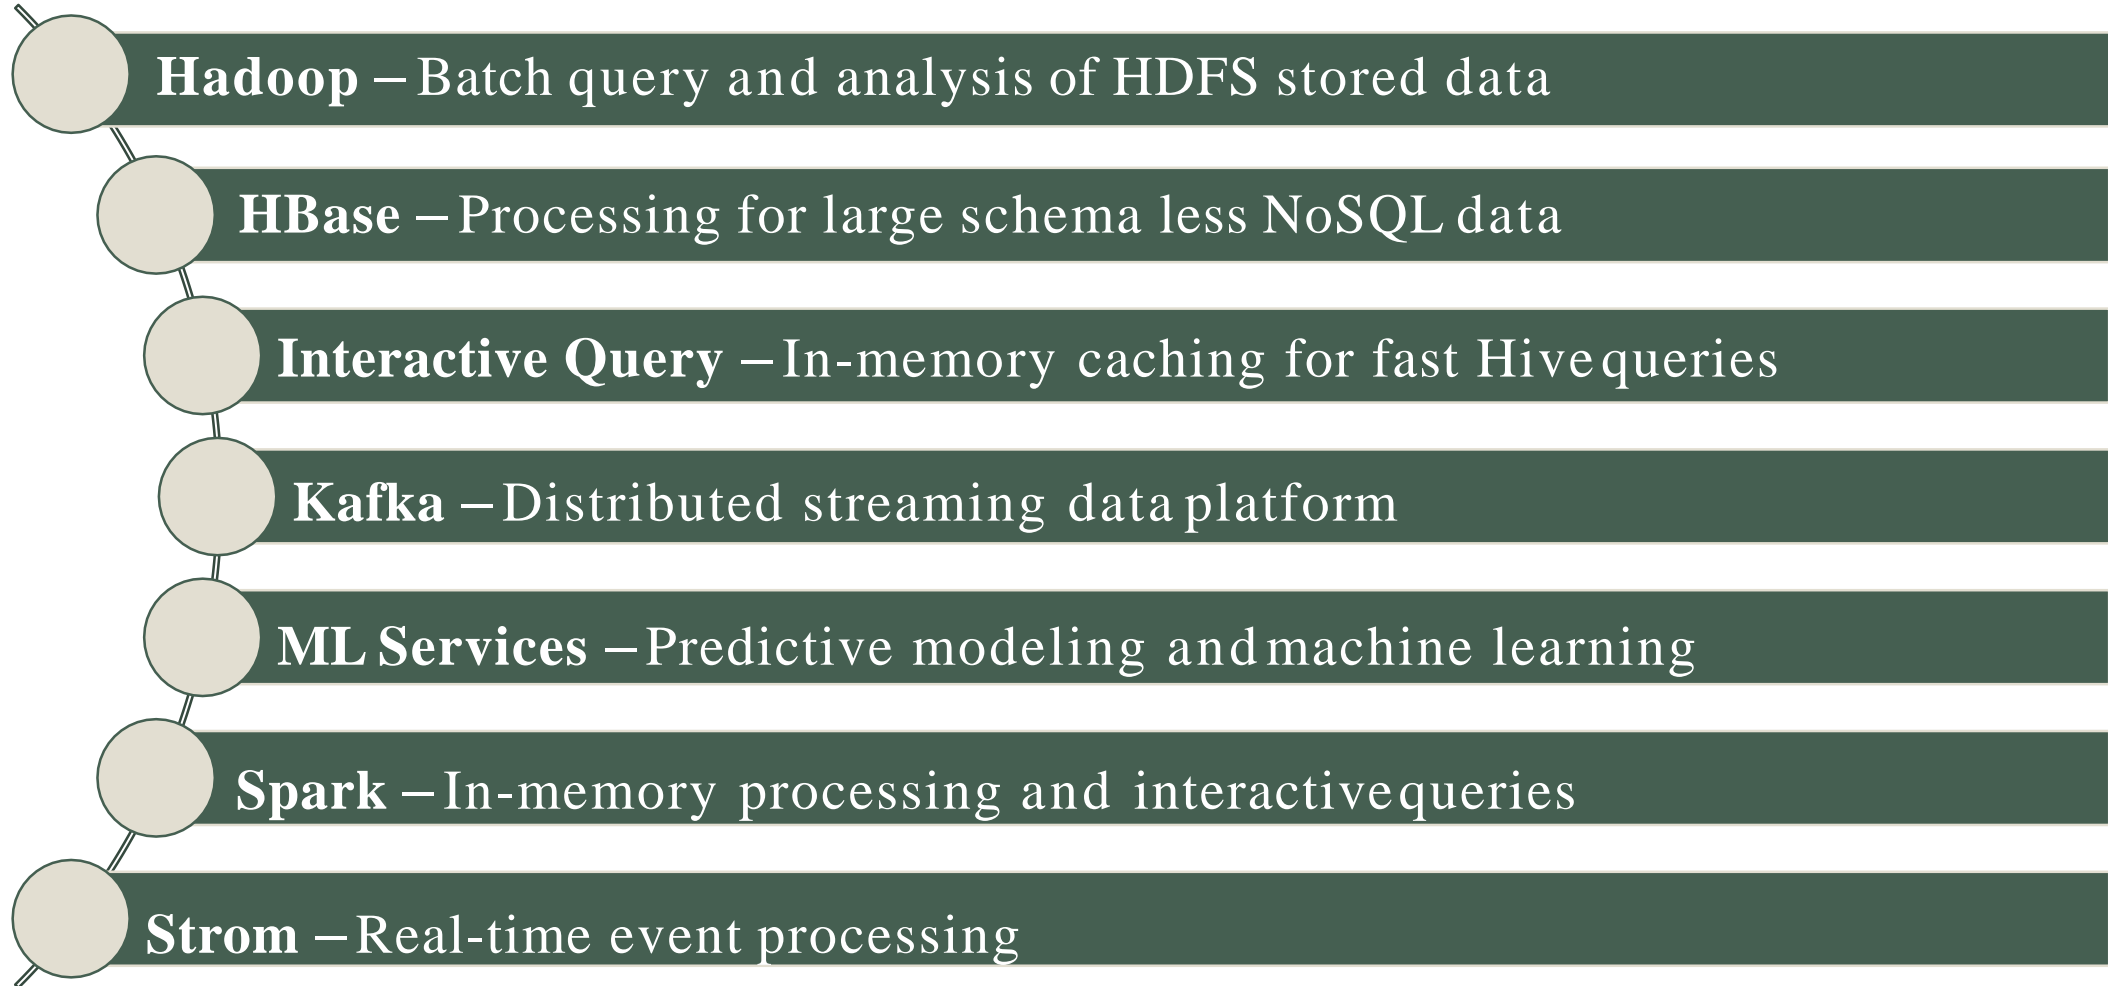 Hadoop – Batch query and analysis of HDFS stored data
HBase – Processing for large schema less NoSQL data
Interactive Query – In-memory caching for fast Hive queries
Kafka – Distributed streaming data platform
ML Services – Predictive modeling and machine learning
Spark – In-memory processing and interactive queries
Strom – Real-time event processing